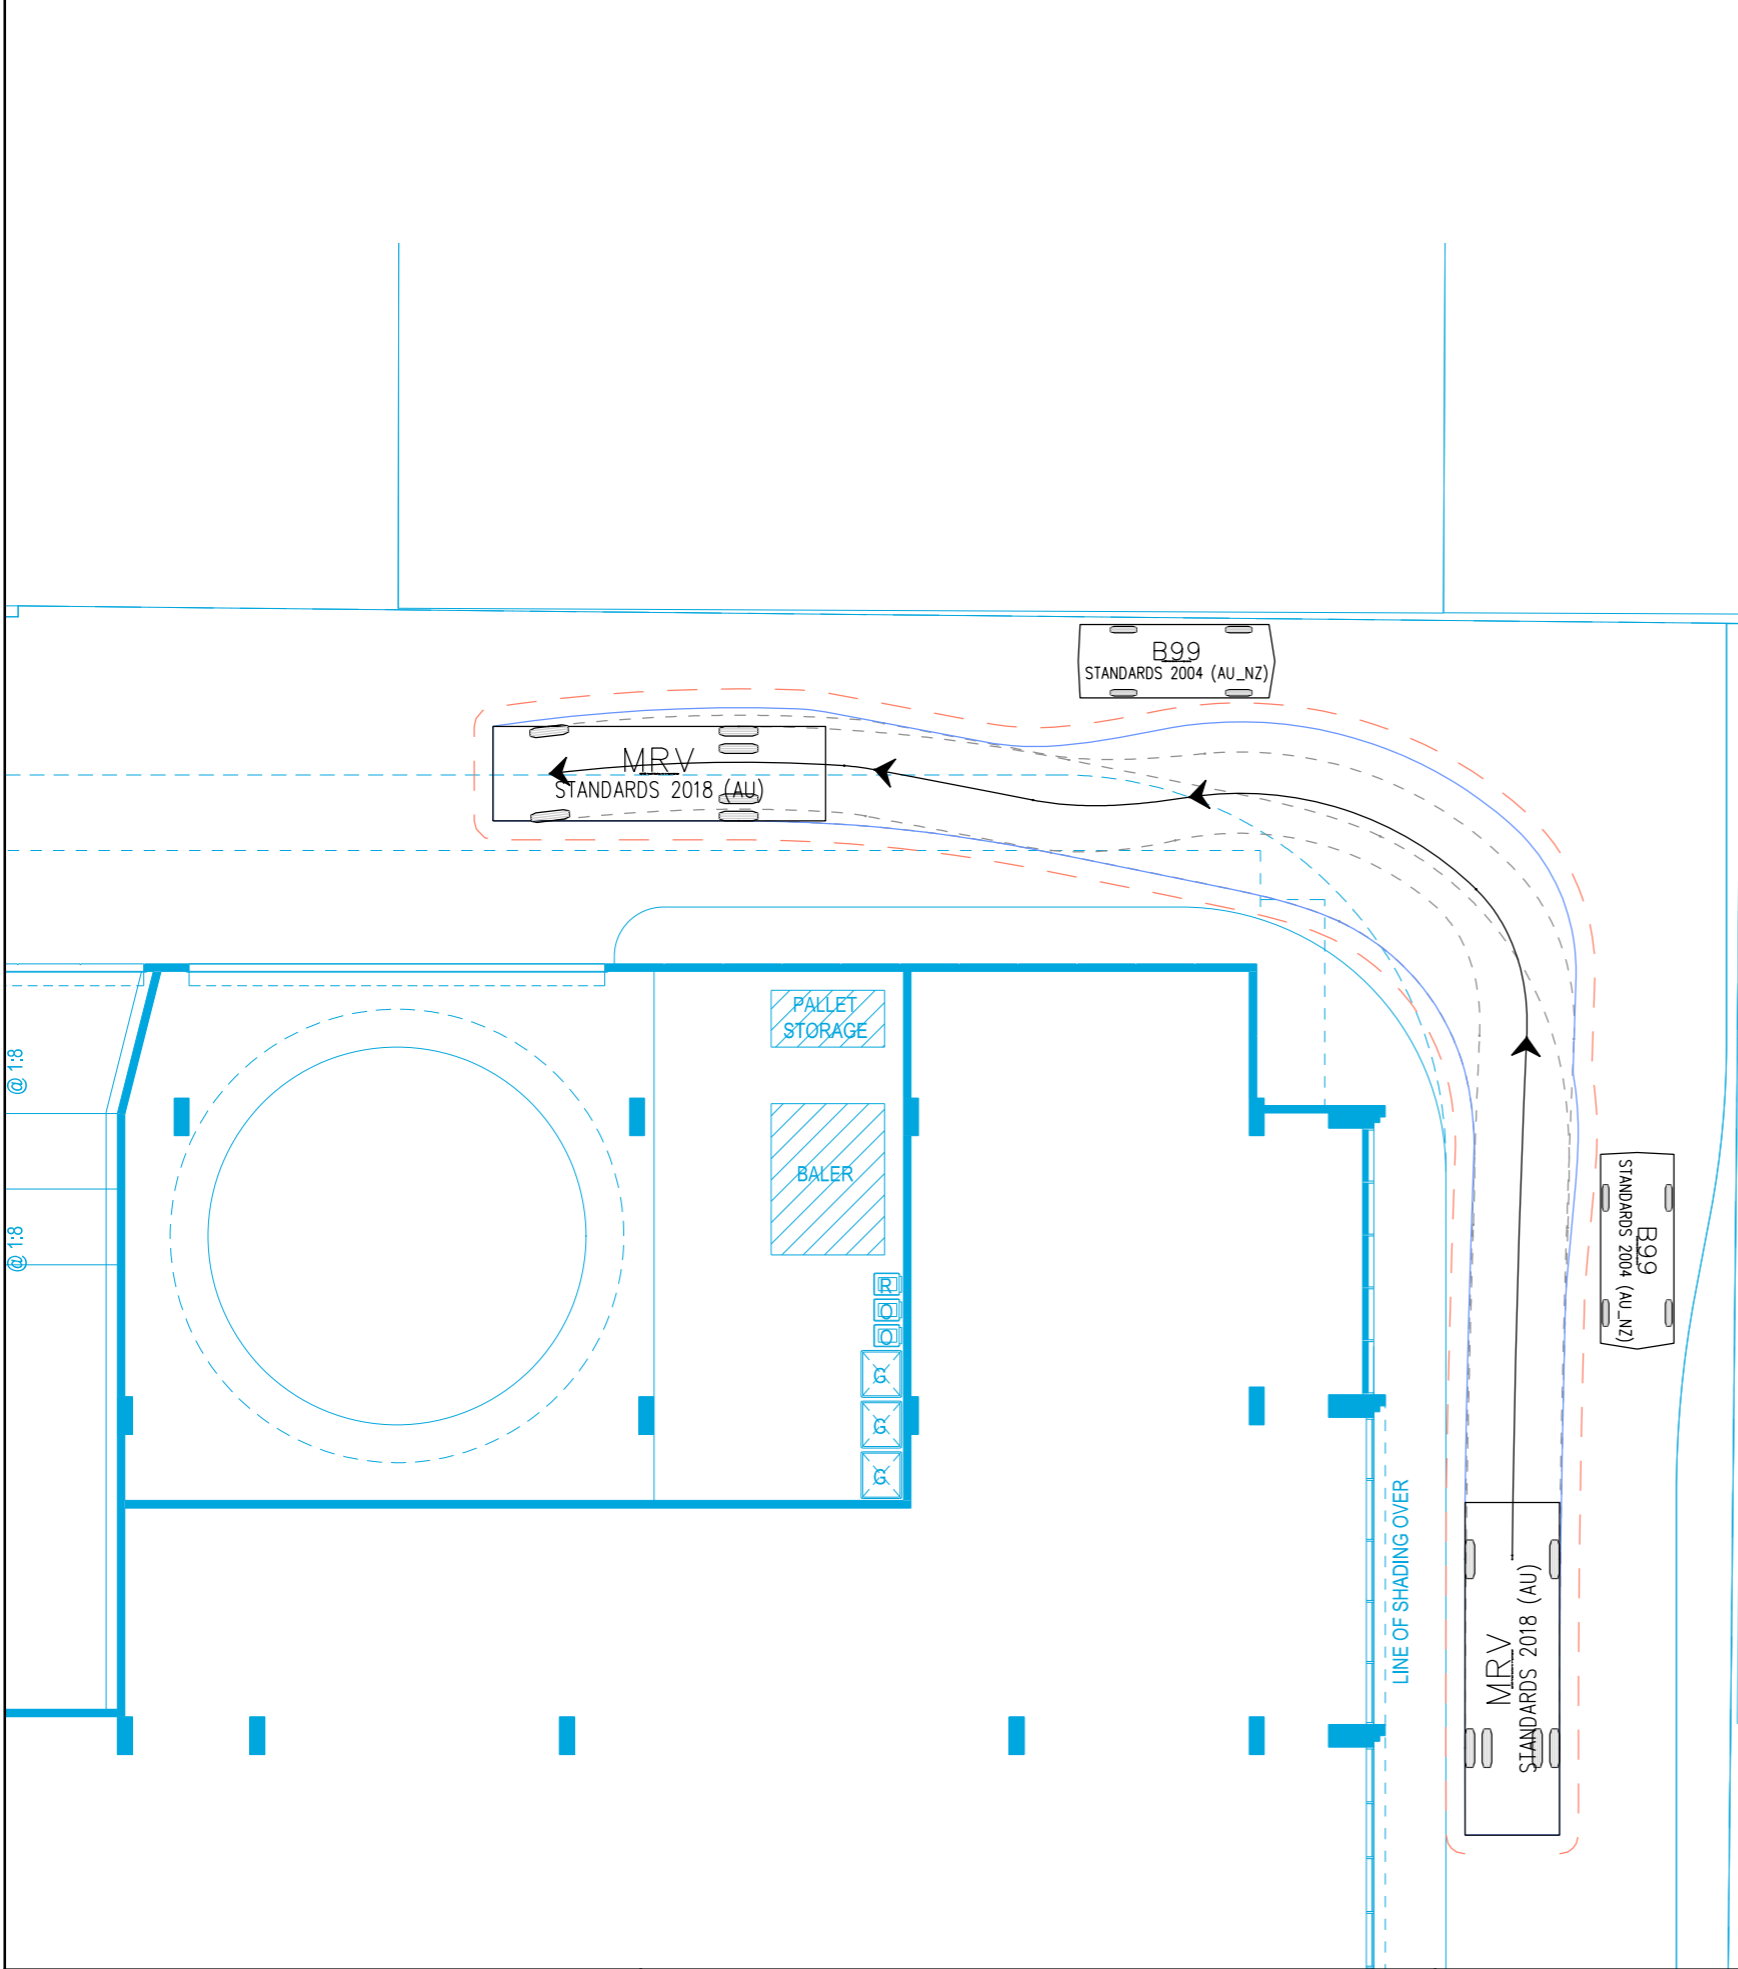 B99
STANDARDS 2004 (AU_NZ)
MRV
STANDARDS 2018 (AU)
PALLET
STORAGE
@ 1:8
BALER
@ 1:8
B99
STANDARDS 2004 (AU_NZ)
R
O
O
G
G
G
LINE OF SHADING OVER
MRV
STANDARDS 2018 (AU)